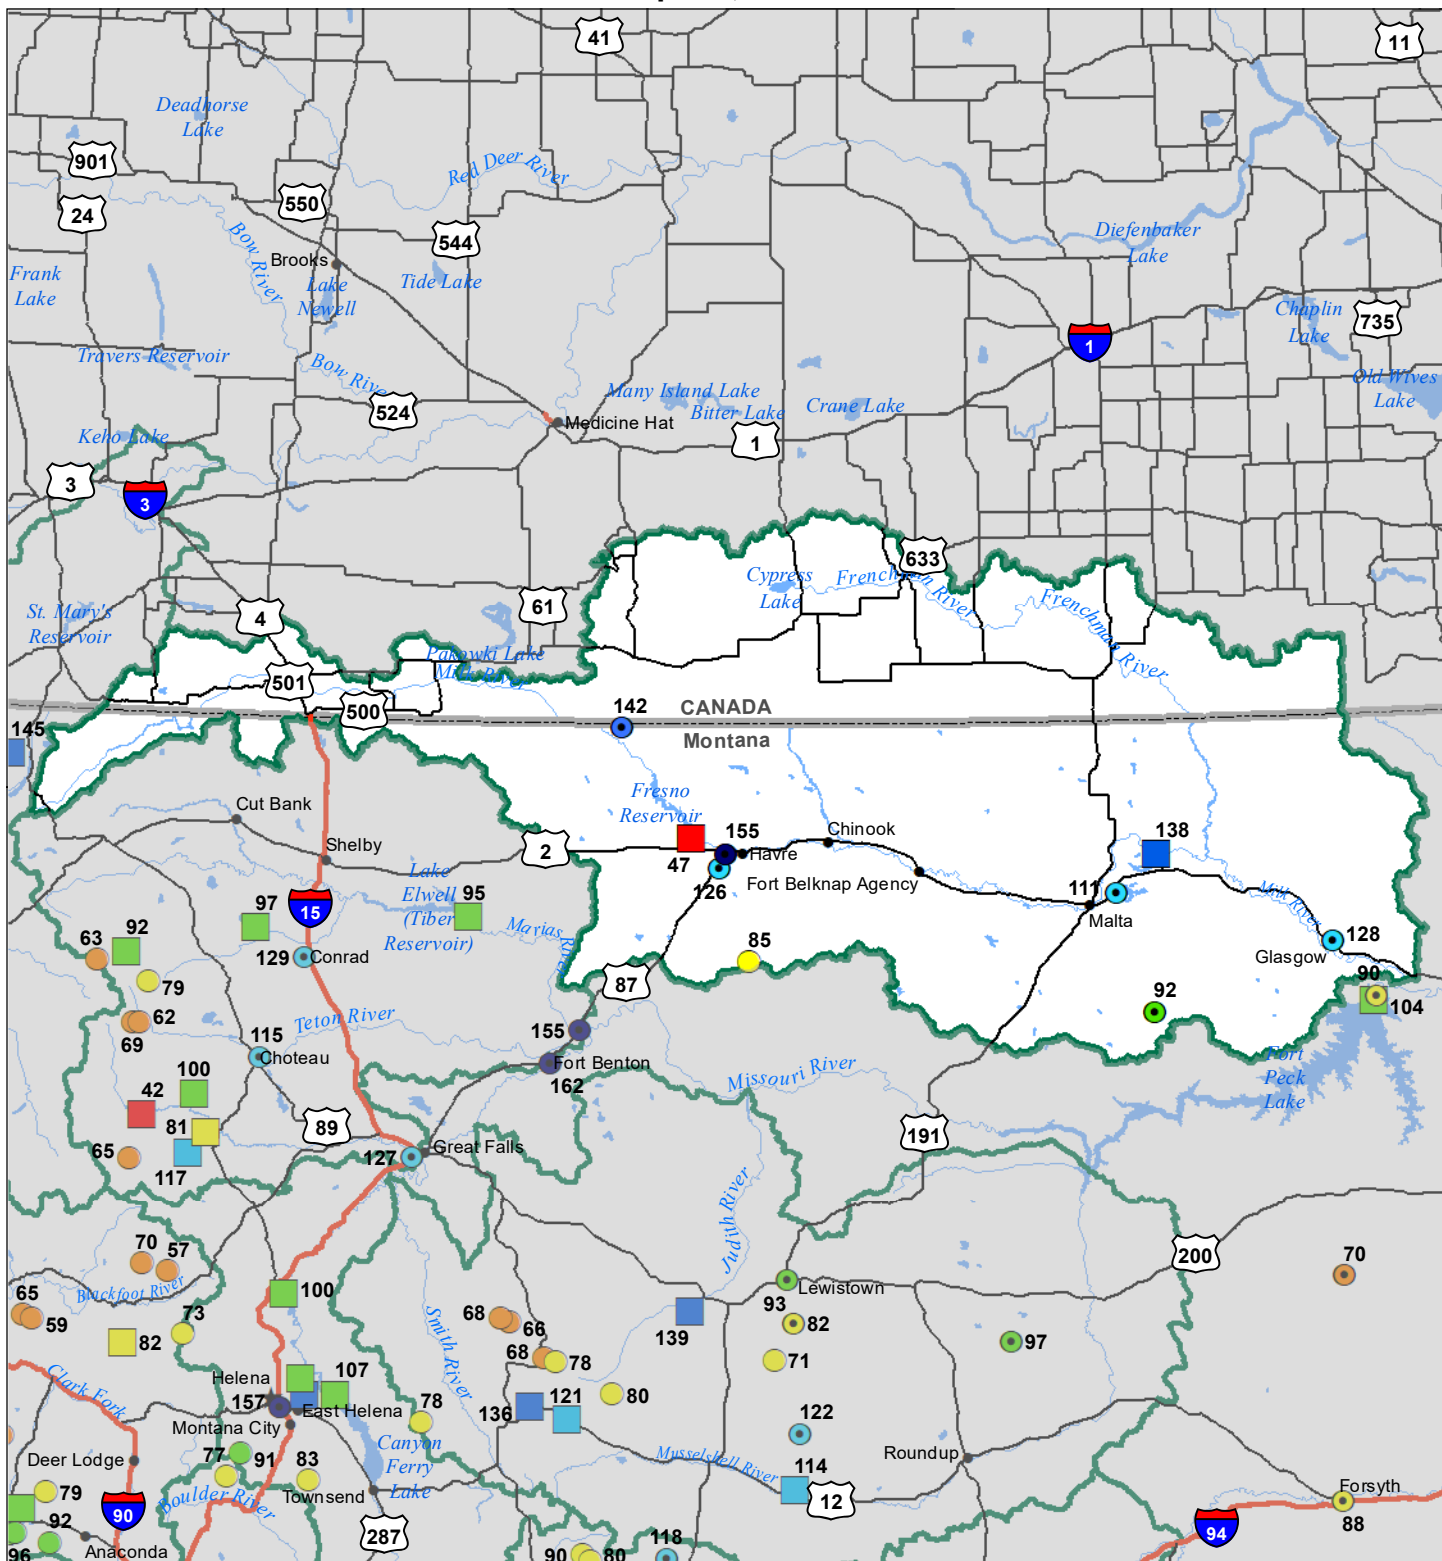 41
11
Deadhorse
Lake
901
Red Deer River
550
24
544
Bow River
Diefenbaker
Lake
Brooks
Frank
Lake
Lake
Newell
Tide Lake
Chaplin
Lake
735
1
Travers Reservoir
Bow River
Many Island Lake
Bitter Lake
Crane Lake
Old Wives
Lake
524
Medicine Hat
1
Keho Lake
3
3
633
Cypress
Lake
Frenchman River
Frenchman River
61
4
St. Mary's
Reservoir
Pakowki Lake
Milk River
501
500
142
CANADA
Montana
145
Fresno
Reservoir
Cut Bank
Shelby
2
155
Chinook
138
47
Havre
126
Fort Belknap Agency
111
Malta
Lake
Elwell
(Tiber
Reservoir)
95
Marias River
15
97
92
63
129
Conrad
79
85
Milk River
128
Glasgow
90
104
87
92
62
69
Teton River
155
115
Choteau
Fort Benton
162
Missouri River
Fort
Peck
Lake
100
42
81
89
191
65
117
127
Great Falls
Judith River
70
57
Blackfoot River
200
70
65
59
73
82
100
Smith River
68
66
68
78
139
Lewistown
93
82
71
97
Clark Fork
Helena
107
157
East Helena
Montana City
78
136
121
80
122
Canyon
Ferry
Lake
Deer Lodge
77
91
83
Townsend
Musselshell River
114
12
Roundup
Forsyth
88
79
90
Boulder River
287
92
96
Anaconda
90
80
118
94